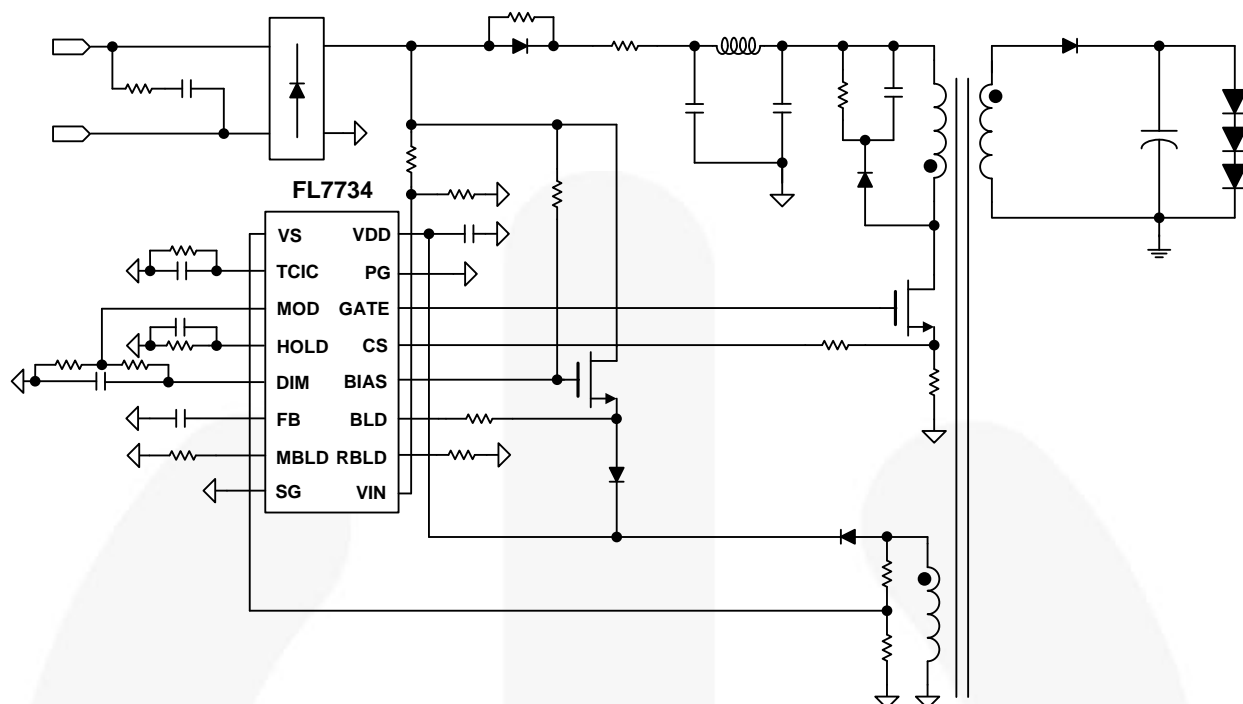 FL7734
VS VDD
TCIC PG
MOD GATE
HOLD CS
DIM BIAS
FB BLD
MBLD RBLD
SG VIN